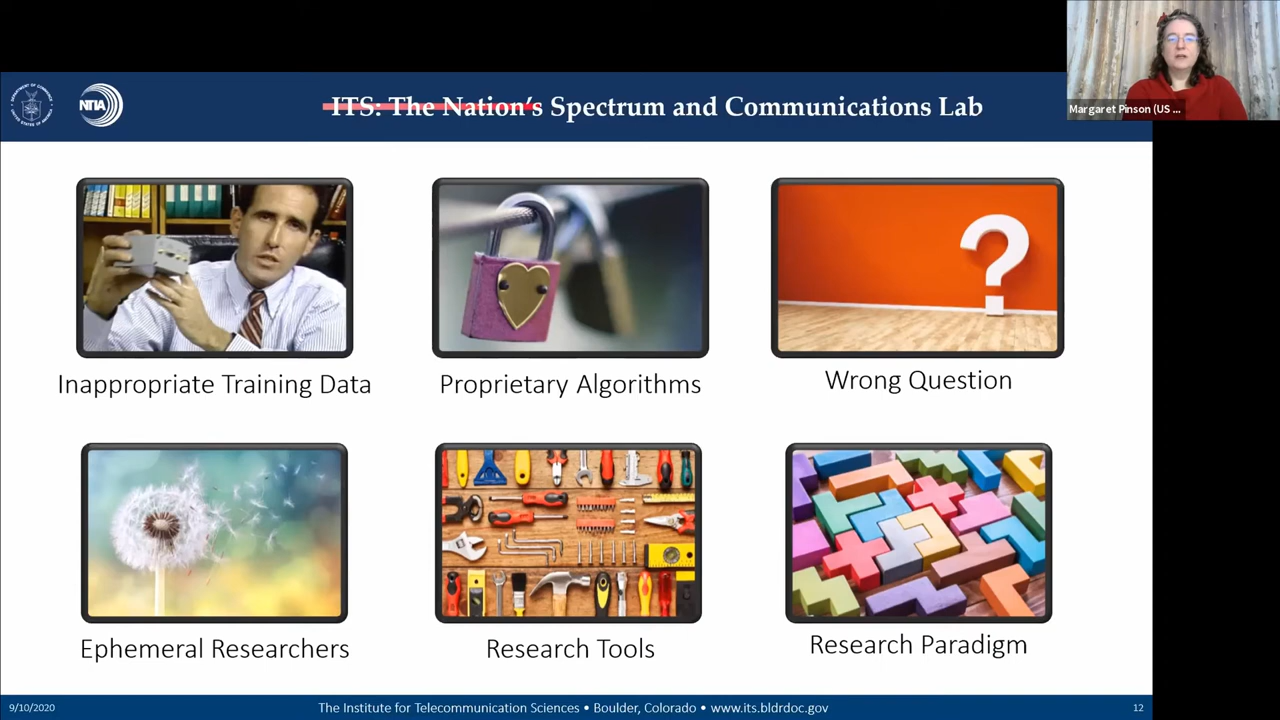 Margaret Pinson (US ...
NTIA
ITS: The Nation's Spectrum and Communications Lab
Inappropriate Training Data
Proprietary Algorithms
Wrong Question
Ephemeral Researchers
Research Tools
Research Paradigm
9/10/2020
The Institute for Telecommunication Sciences • Boulder, Colorado • www.its.bldrdoc.gov
12